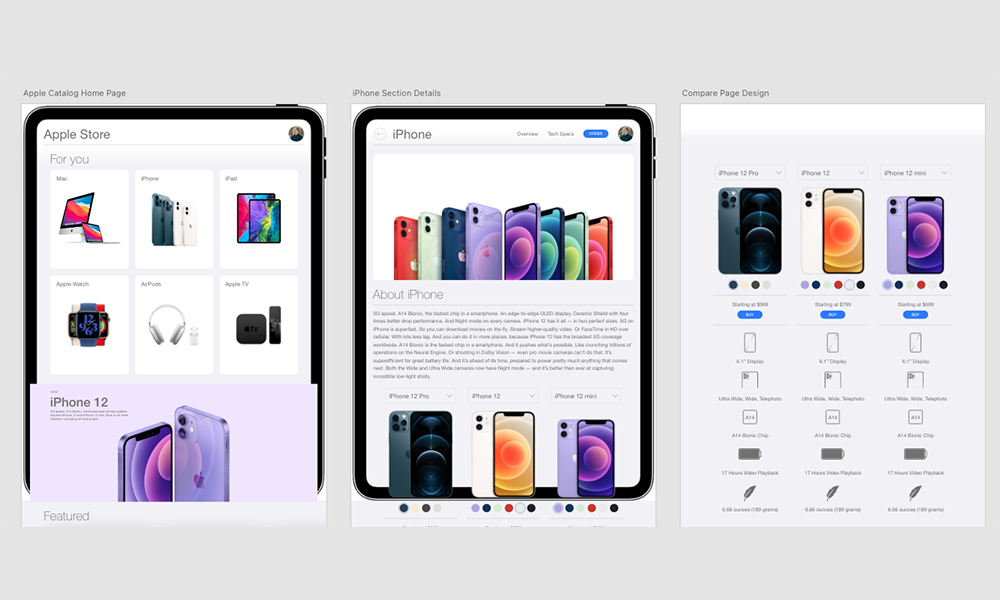 Apple Catalog Home Page
Apple Store
For you
Mac
iPhone
iPad
Apple Watch
AirPods
Apple TV
iPhone 12
Featured
iPhone Section Details
iPhone
Overview
Tech Specs
ORDER
About iPhone
5G speed. A14 Bionic, the fastest chip in a smartphone. An edge-to-edge OLED display. Ceramic Shield with four
times better drop performance. And Night mode on every camera. iPhone 12 has it all — in two perfect sizes. 5G on
iPhone is superfast. So you can download movies on the fly. Stream higher-quality video. Or FaceTime in HD over
cellular. With lots less lag. And you can do it in more places, because iPhone 12 has the broadest 5G coverage
worldwide. A14 Bionic is the fastest chip in a smartphone. And it pushes what's possible. Like crunching trillions of
operations on the Neural Engine. Or shooting in Dolby Vision — even pro movie cameras can't do that. It's
superefficient for great battery life. And it's ahead of its time, prepared to power pretty much anything that comes
next. Both the Wide and Ultra Wide cameras now have Night mode — and it's better than ever at capturing
incredible low-light shots.
iPhone 12 Pro
iPhone 12
iPhone 12 mini
Compare Page Design
iPhone 12 Pro
iPhone 12
iPhone 12 mini
Starting at $999
Starting at $799
Starting at $699
BUY
BUY
BUY
6.1" Display
6.1" Display
6.1" Display
Ultra Wide, Wide, Telephoto
Ultra Wide, Wide, Telephoto
Ultra Wide, Wide, Telephoto
A14
A14
A14
A14 Bionic Chip
A14 Bionic Chip
A14 Bionic Chip
17 Hours Video Playback
17 Hours Video Playback
17 Hours Video Playback
6.66 ounces (189 grams)
6.66 ounces (189 grams)
6.66 ounces (189 grams)